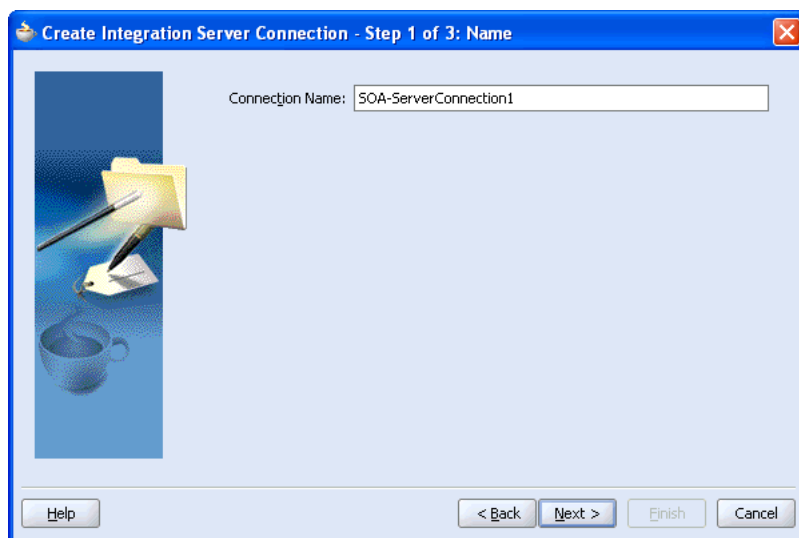 Create Integration Server Connection - Step 1 of 3: Name
Connection Name: SOA-ServerConnection1
Help < Back Next > Finish Cancel